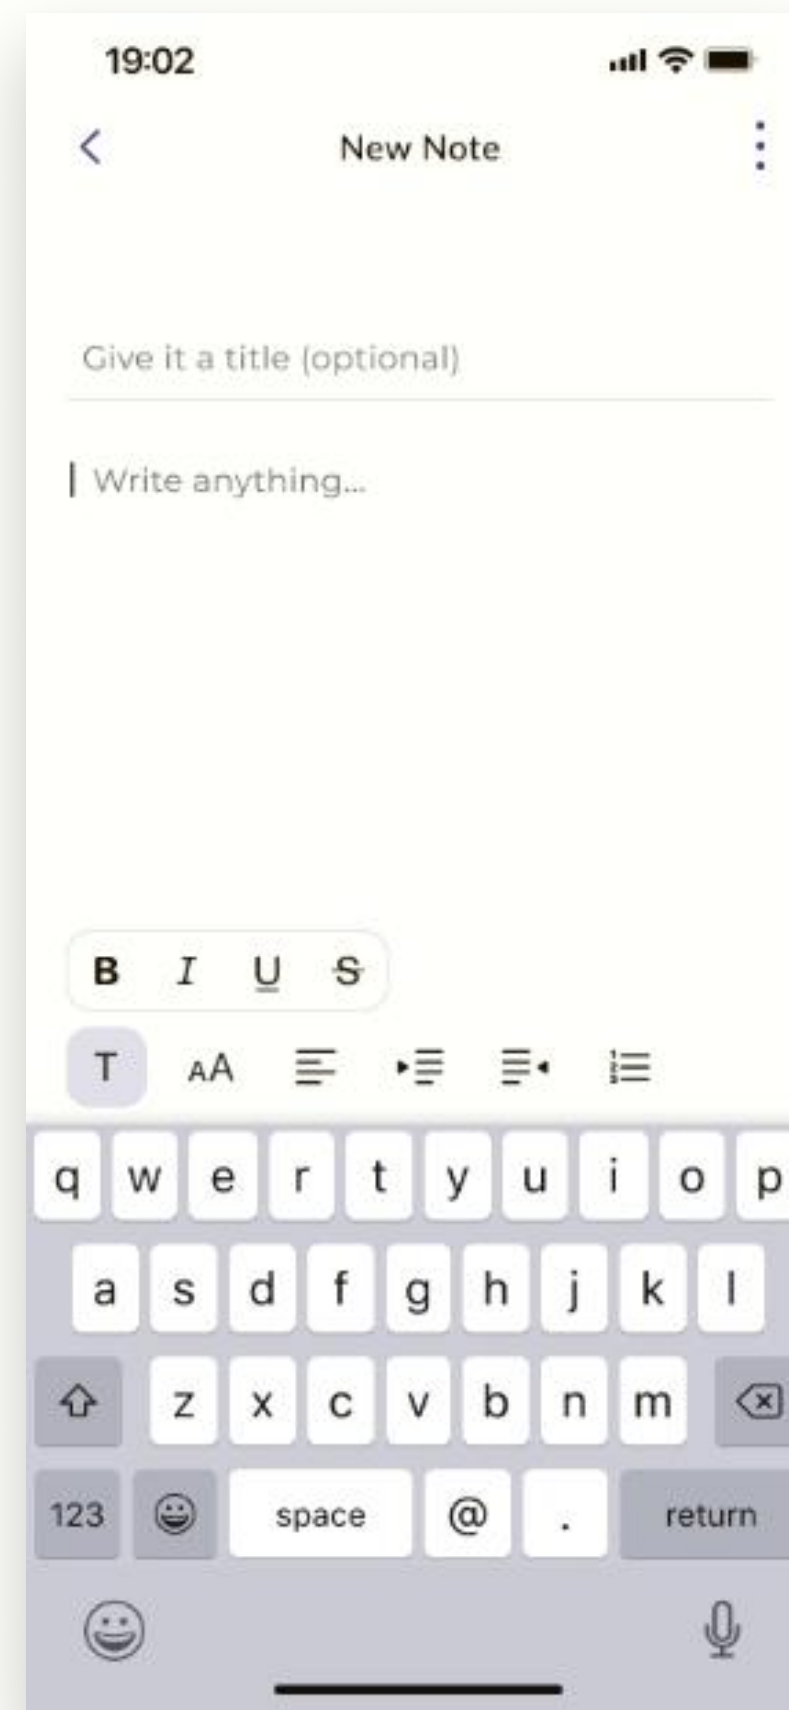 19:02
New Note
Give it a title (optional)
Write anything...
B I U S
T AA
q w e r t y u i o p
a s d f g h j k l
z x c v b n m
123 space @ . return